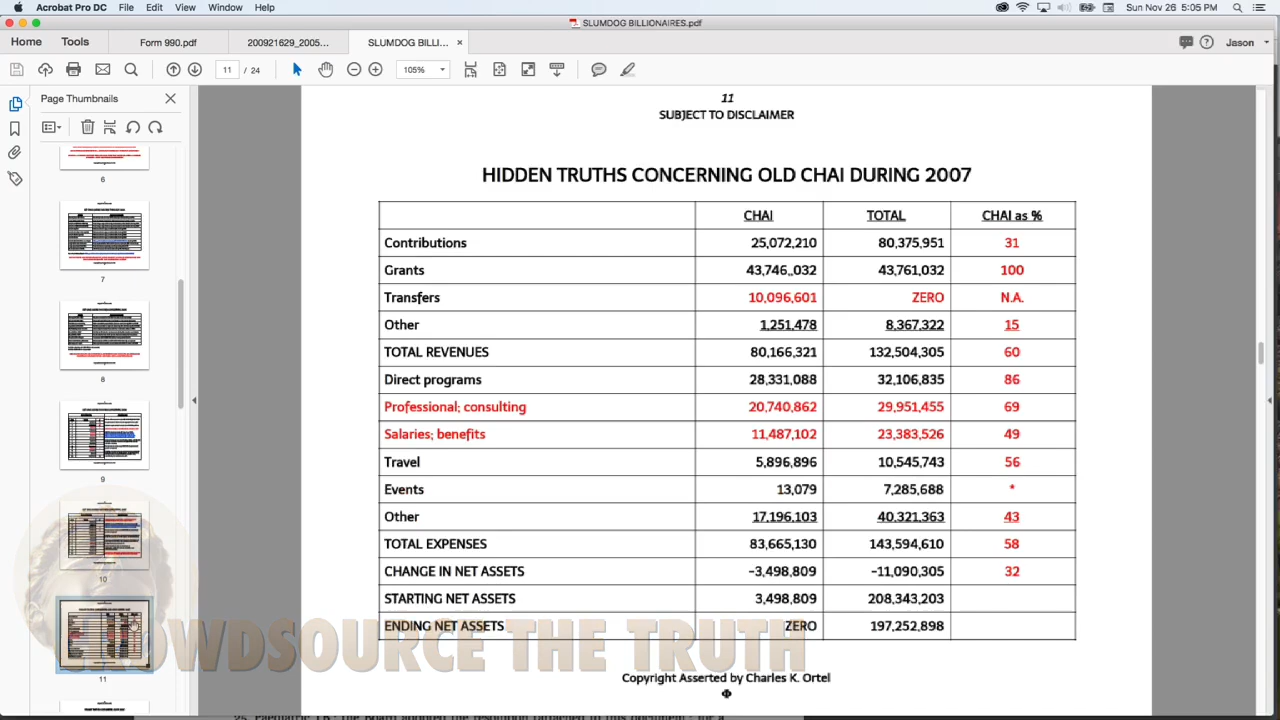 Acrobat Pro DC File Edit View Window Help Sun Nov 26 5:05 PM
SLUMDOG BILLIONAIRES.pdf
Home Tools Form 990.pdf 200921629_2005... SLUMDOG BILLI... × Jason
11 / 24 105%
Page Thumbnails
6
7
8
9
10
11
11
SUBJECT TO DISCLAIMER
HIDDEN TRUTHS CONCERNING OLD CHAI DURING 2007
CHAI TOTAL CHAI as %
Contributions 25,072,210 80,375,951 31
Grants 43,746,,032 43,761,032 100
Transfers 10,096,601 ZERO N.A.
Other 1,251,478 8,367,322 15
TOTAL REVENUES 80,166,321 132,504,305 60
Direct programs 28,331,088 32,106,835 86
Professional; consulting 20,740,862 29,951,455 69
Salaries; benefits 11,487,102 23,383,526 49
Travel 5,896,896 10,545,743 56
Events 13,079 7,285,688 *
Other 17,196,103 40,321,363 43
TOTAL EXPENSES 83,665,130 143,594,610 58
CHANGE IN NET ASSETS -3,498,809 -11,090,305 32
STARTING NET ASSETS 3,498,809 208,343,203
ENDING NET ASSETS ZERO 197,252,898
CROWDSOURCE THE TRUTH
Copyright Asserted by Charles K. Ortel